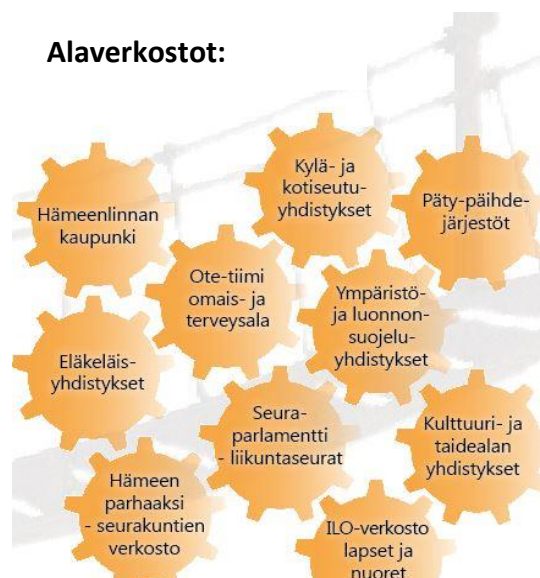 Alaverkostot:
Kylä- ja
kotiseutu-
yhdistykset
Hämeenlinnan
kaupunki
Päty-päihde-
järjestöt
Ote-tiimi
omais- ja
terveysala
Ympäristö-
ja luonnon-
suojelu-
yhdistykset
Eläkeläis-
yhdistykset
Seura-
parlamentti
- liikuntaseurat
Kulttuuri- ja
taidealan
yhdistykset
Hämeen
parhaaksi
- seurakuntien
verkosto
ILO-verkosto
lapset ja
nuoret